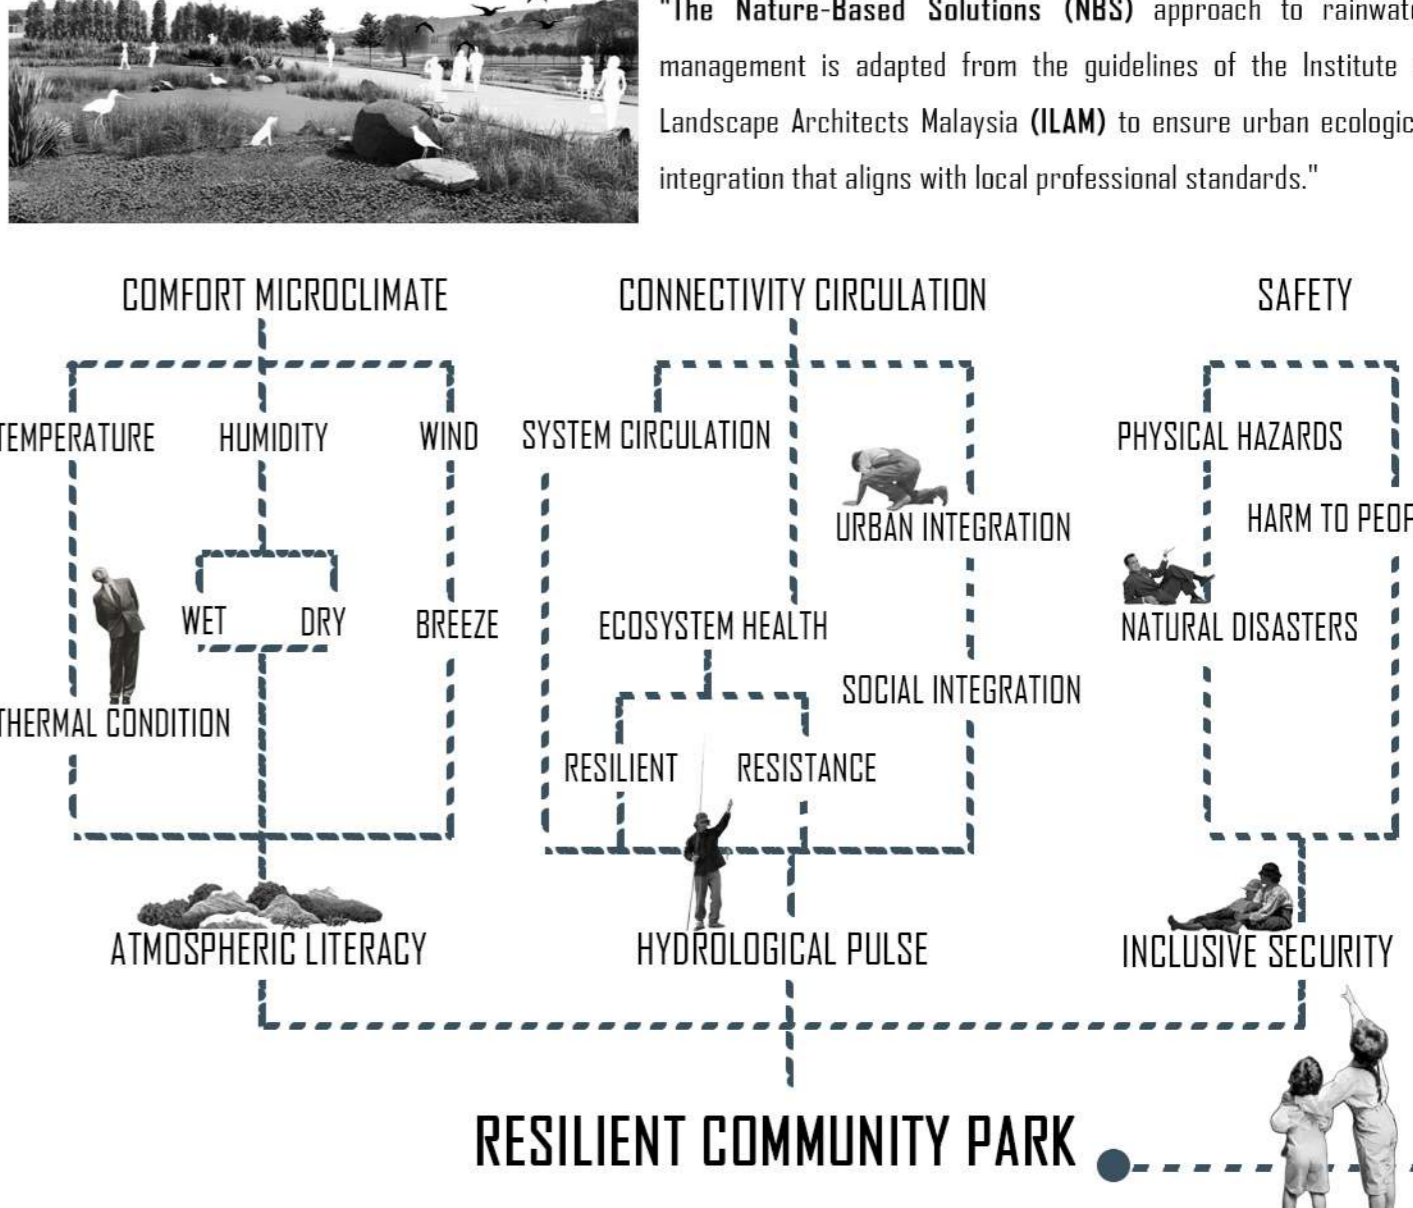 "The Nature-Based Solutions (NBS) approach to
management is adapted from the guidelines of the Institute
Landscape Architects Malaysia (ILAM) to ensure urban
integration that aligns with local professional standards."
COMFORT MICROCLIMATE CONNECTIVITY CIRCULATION SAFETY
TEMPERATURE HUMIDITY WIND SYSTEM CIRCULATION PHYSICAL HAZARDS
URBAN INTEGRATION HARM TO
WET DRY BREEZE ECOSYSTEM HEALTH NATURAL DISASTERS
THERMAL CONDITION SOCIAL INTEGRATION
RESILIENT RESISTANCE
ATMOSPHERIC LITERACY HYDROLOGICAL PULSE INCLUSIVE SECURITY
RESILIENT COMMUNITY PARK